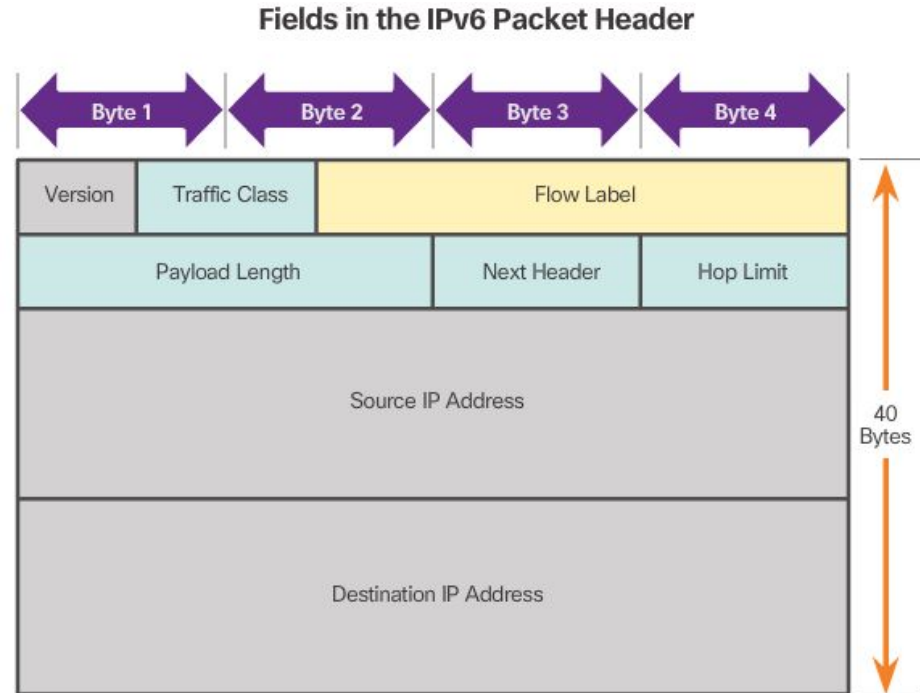 Fields in the IPv6 Packet Header
Byte 1 Byte 2 Byte 3 Byte 4
Version Traffic Class Flow Label
Payload Length Next Header Hop Limit
Source IP Address
40
Bytes
Destination IP Address